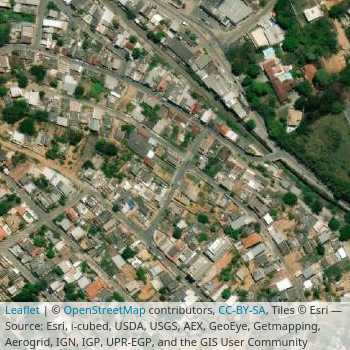 Leaflet | © OpenStreetMap contributors, CC-BY-SA, Tiles © Esri —
Source: Esri, i-cubed, USDA, USGS, AEX, GeoEye, Getmapping,
Aerogrid, IGN, IGP, UPR-EGP, and the GIS User Community